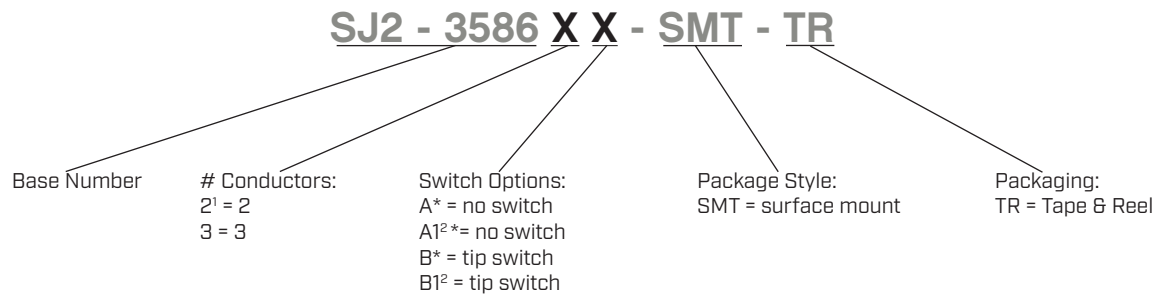 SJ2 - 3586 X X - SMT - TR
Base Number
# Conductors:
2¹ = 2
3 = 3
Switch Options:
A* = no switch
A1²*= no switch
B* = tip switch
B1² = tip switch
Package Style:
SMT = surface mount
Packaging:
TR = Tape & Reel